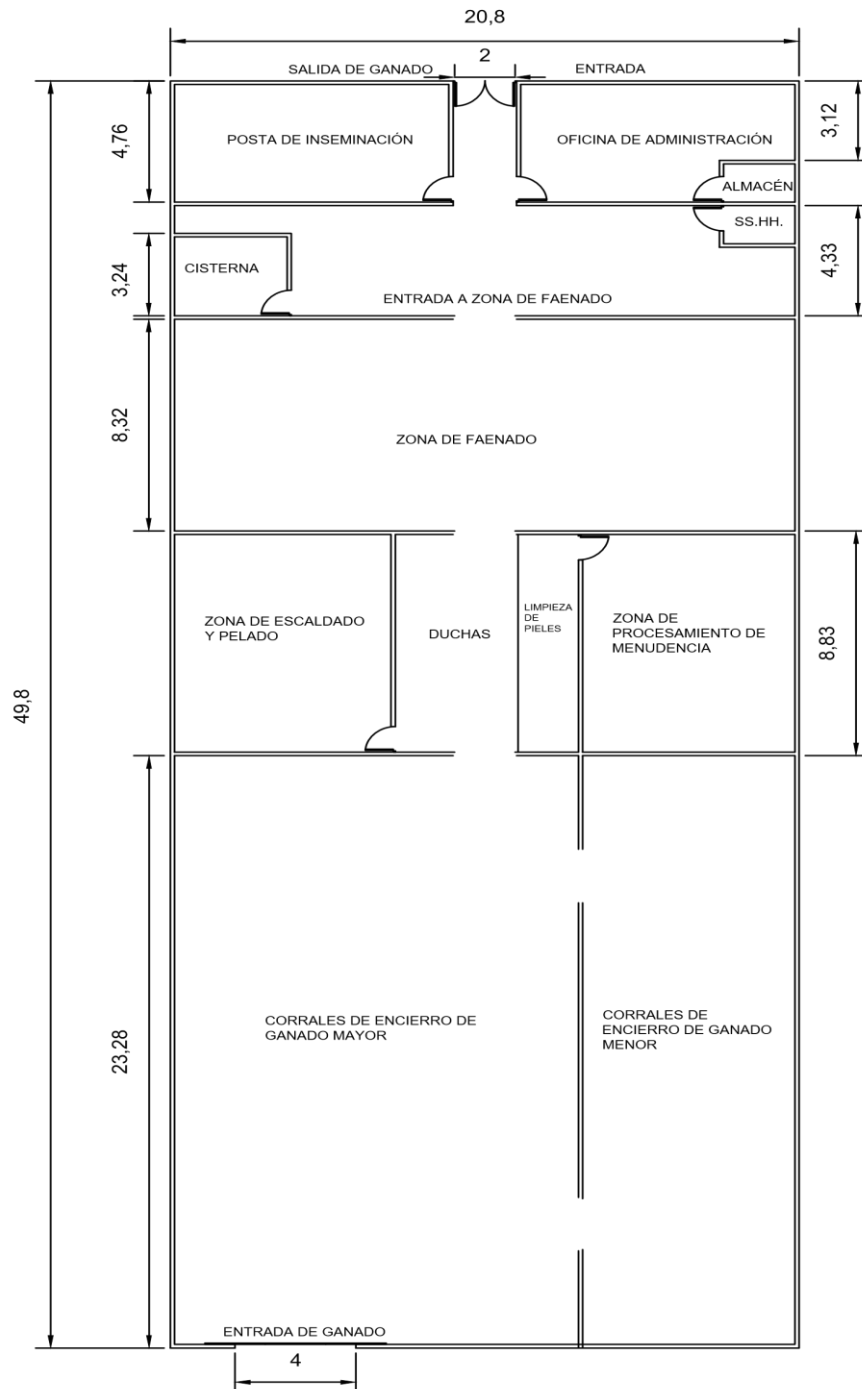 20,8
2
SALIDA DE GANADO
ENTRADA
4,76
POSTA DE INSEMINACIÓN
OFICINA DE ADMINISTRACIÓN
3,12
ALMACÉN
SS.HH.
CISTERNA
3,24
ENTRADA A ZONA DE FAENADO
4,33
8,32
ZONA DE FAENADO
ZONA DE ESCALDADO
Y PELADO
DUCHAS
LIMPIEZA
DE
PIELES
ZONA DE
PROCESAMIENTO DE
MENUDENCIA
8,83
49,8
23,28
CORRALES DE ENCIERRO DE
GANADO MAYOR
CORRALES DE
ENCIERRO DE GANADO
MENOR
ENTRADA DE GANADO
4